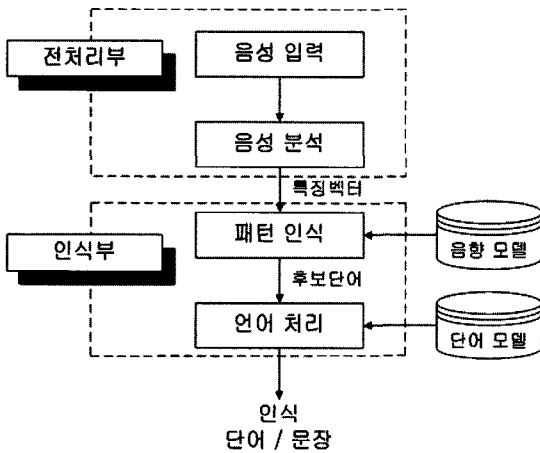 전처리부
음성 입력
음성 분석
특징벡터
인식부
패턴 인식
음향 모델
후보단어
언어 처리
단어 모델
인식
단어 / 문장